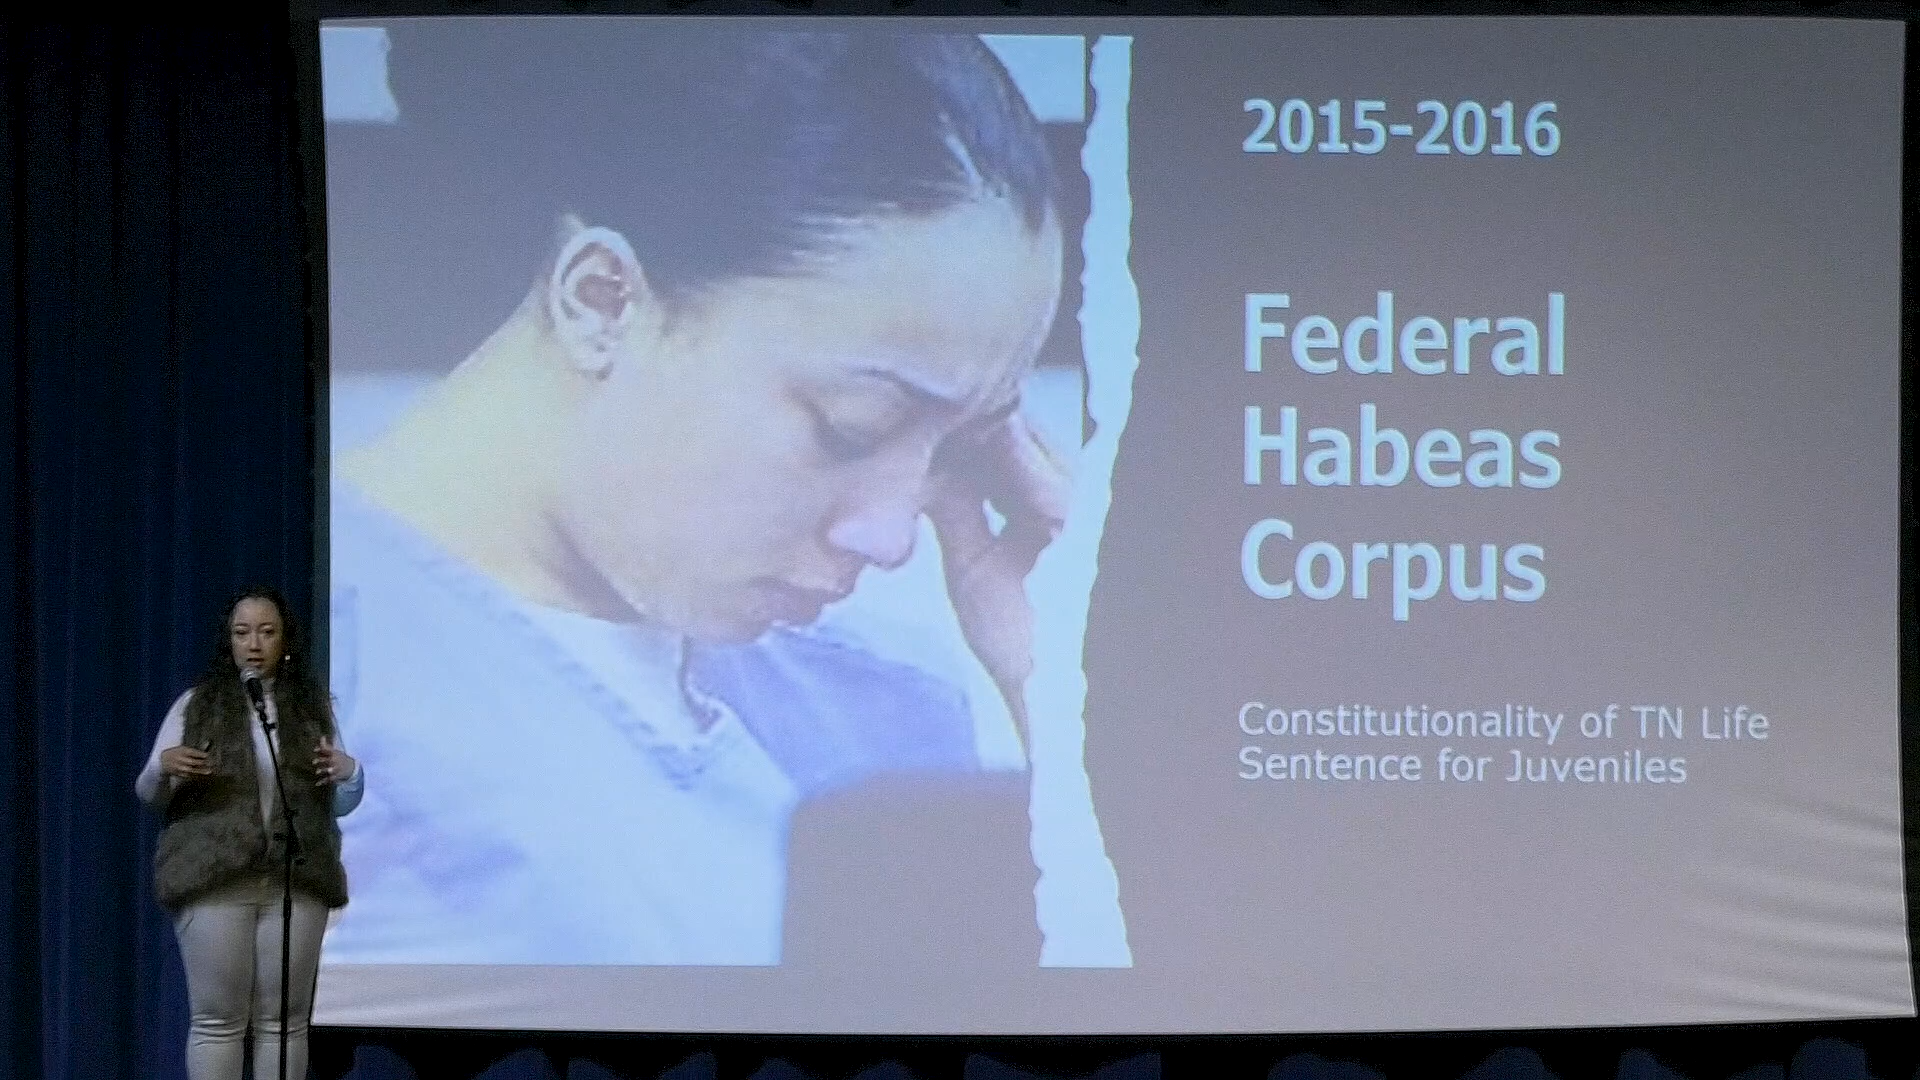 2015-2016
Federal
Habeas
Corpus
Constitutionality of TN Life
Sentence for Juveniles